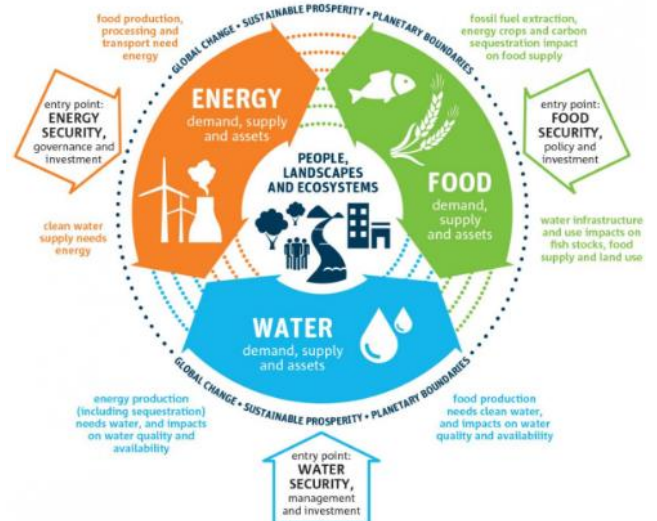 food production,
processing and
transport need
energy
GLOBAL CHANGE • SUSTAINABLE PROSPERITY • PLANETARY BOUNDARIES
fossil fuel extraction,
energy crops and carbon
sequestration impact
on food supply
entry point:
ENERGY
SECURITY,
governance and
investment
ENERGY
demand, supply
and assets
entry point:
FOOD
SECURITY,
policy and
investment
PEOPLE,
LANDSCAPES
AND ECOSYSTEMS
FOOD
demand,
supply
and assets
clean water
supply needs
energy
water infrastructure
and use impacts on
fish stocks, food
supply and land use
WATER
demand, supply
and assets
GLOBAL CHANGE • SUSTAINABLE PROSPERITY • PLANETARY BOUNDARIES
energy production
(including sequestration)
needs water, and impacts
on water quality and
availability
food production
needs clean water,
and impacts on water
quality and availability
entry point:
WATER
SECURITY,
management
and investment